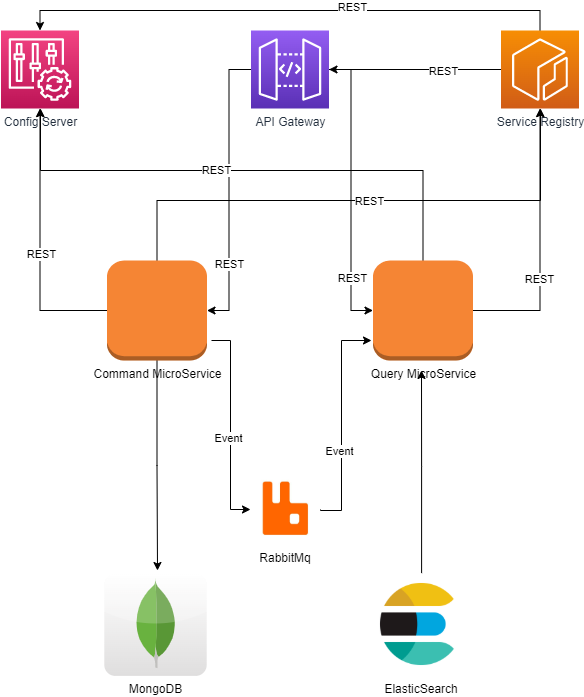 REST
Config Server
API Gateway
REST
Service Registry
REST
REST
REST
REST
REST
REST
Command MicroService
Query MicroService
Event
Event
RabbitMq
MongoDB
ElasticSearch